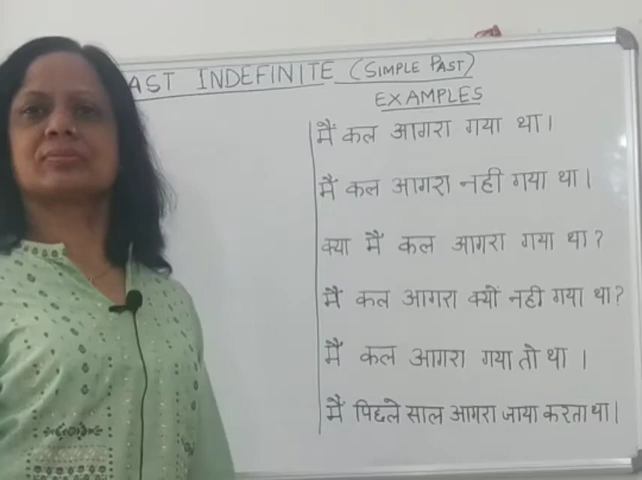 AST INDEFINITE (SIMPLE PAST)
EXAMPLES
मैं कल आगरा गया था।
मैं कल आगरा नही गया था।
क्या मैं कल आगरा गया था?
मैं कल आगरा क्यों नही गया था?
मैं कल आगरा गया तो था ।
मैं पिछले साल आगरा जाया करता था।